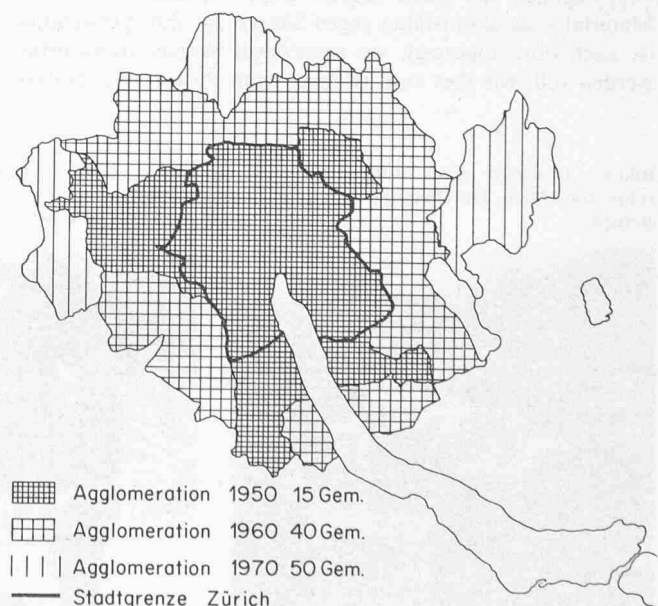 Agglomeration 1950 15 Gem.
Agglomeration 1960 40 Gem.
Agglomeration 1970 50 Gem.
Stadtgrenze Zürich